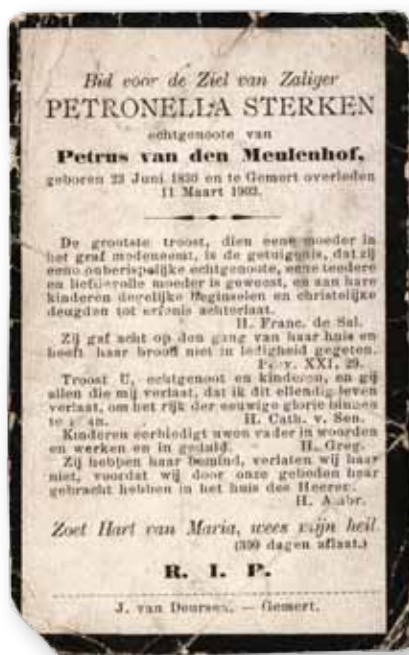 Bid voor de Ziel van Zaliger
PETRONELLA STERKEN
echtgenoote van
Petrus van den Meulenhof,
geboren 23 Juni 1830 en te Gemert overleden
11 Maart 1902.
De grootste troost, dien eene moeder in
het graf medeneemt, is de getuigenis, dat zij
eene onberispelijke echtgenoote, eene teedere
en liefdevolle moeder is geweest, en aan hare
kinderen degelijke beginselen en christelijke
deugden tot erfenis achterlaat.
H. Franc. de Sal.
Zij gaf acht op den gang van haar huis en
heeft haar brood niet in ledigheid gegeten.
XXI, 29.
Troost U, echtgenoot en kinderen, en gij
allen die mij verlaat, dat ik dit ellendig leven
verlaat, om het rijk der eeuwige glorie binnen
te gaan. H. Cath. v. Sen.
Kinderen eerbiedigt uwen vader in woorden
en werken en in geduld. H. Greg.
Zij hebben haar bemind, verlaten wij haar
niet, voordat wij door onze gebeden haar
gebracht hebben in het huis des Heeren.
H. Ambr.
Zoet Hart van Maria, wees mijn heil.
(300 dagen aflaat.)
R. I. P.
J. van Deursen. — Gemert.